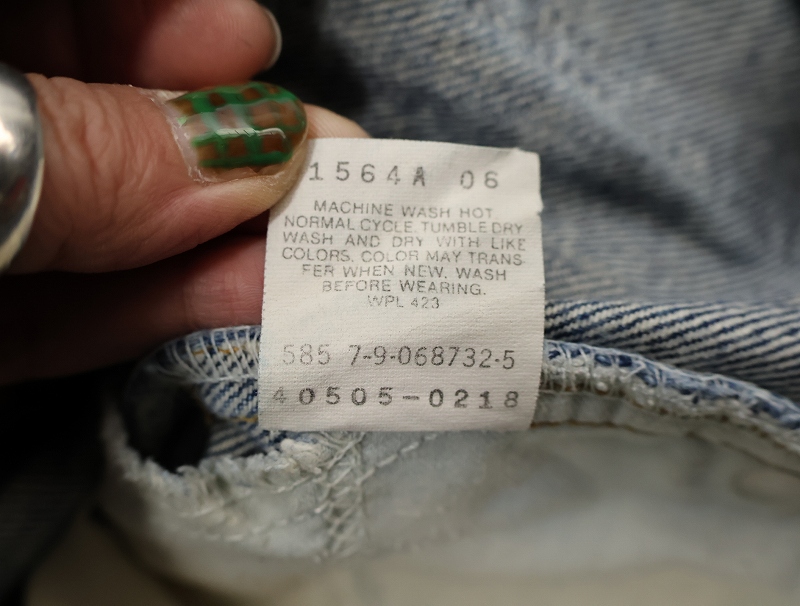 1564A 06
MACHINE WASH HOT
NORMAL CYCLE, TUMBLE DRY
WASH AND DRY WITH LIKE
COLORS. COLOR MAY TRANS
FER WHEN NEW. WASH
BEFORE WEARING.
WPL 423
585 7-9-068732-5
40505-0218